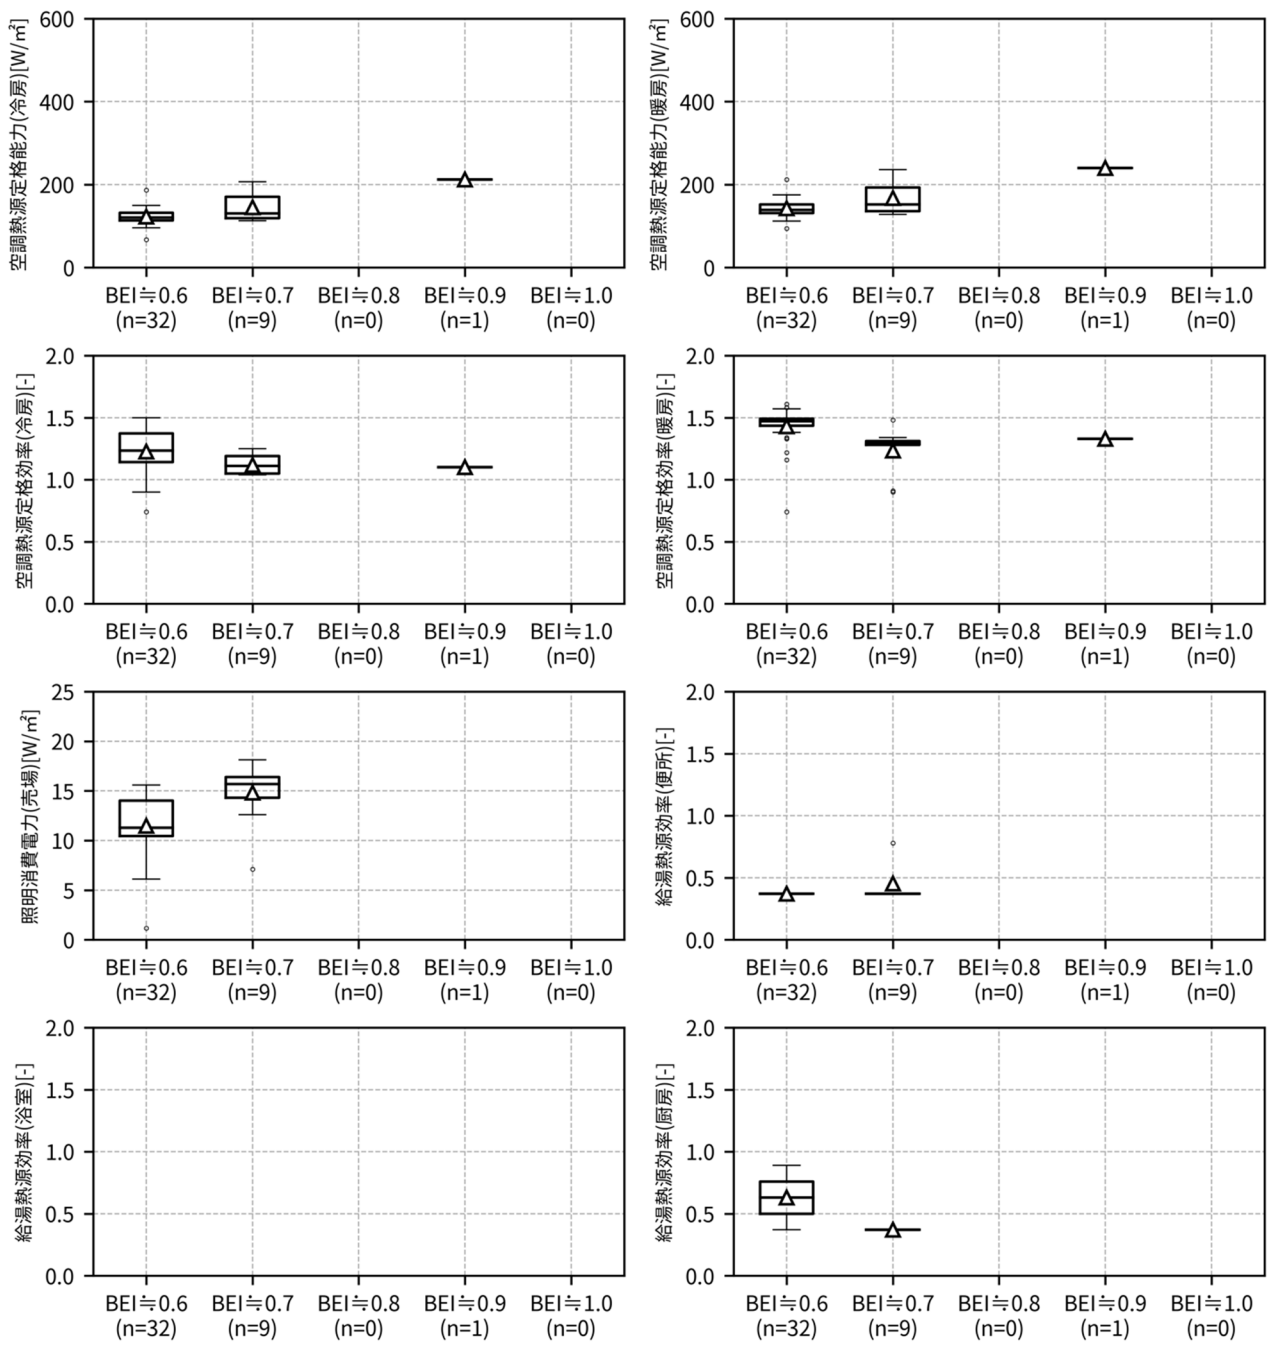 空調熱源定格能力(冷房)[W/㎡]
600
400
200
0
BEI≒0.6 BEI≒0.7 BEI≒0.8 BEI≒0.9 BEI≒1.0
(n=32) (n=9) (n=0) (n=1) (n=0)
空調熱源定格能力(暖房)[W/㎡]
600
400
200
0
BEI≒0.6 BEI≒0.7 BEI≒0.8 BEI≒0.9 BEI≒1.0
(n=32) (n=9) (n=0) (n=1) (n=0)
空調熱源定格効率(冷房)[-]
2.0
1.5
1.0
0.5
0.0
BEI≒0.6 BEI≒0.7 BEI≒0.8 BEI≒0.9 BEI≒1.0
(n=32) (n=9) (n=0) (n=1) (n=0)
空調熱源定格効率(暖房)[-]
2.0
1.5
1.0
0.5
0.0
BEI≒0.6 BEI≒0.7 BEI≒0.8 BEI≒0.9 BEI≒1.0
(n=32) (n=9) (n=0) (n=1) (n=0)
照明消費電力(売場)[W/㎡]
25
20
15
10
5
0
BEI≒0.6 BEI≒0.7 BEI≒0.8 BEI≒0.9 BEI≒1.0
(n=32) (n=9) (n=0) (n=1) (n=0)
給湯熱源効率(便所)[-]
2.0
1.5
1.0
0.5
0.0
BEI≒0.6 BEI≒0.7 BEI≒0.8 BEI≒0.9 BEI≒1.0
(n=32) (n=9) (n=0) (n=1) (n=0)
給湯熱源効率(浴室)[-]
2.0
1.5
1.0
0.5
0.0
BEI≒0.6 BEI≒0.7 BEI≒0.8 BEI≒0.9 BEI≒1.0
(n=32) (n=9) (n=0) (n=1) (n=0)
給湯熱源効率(厨房)[-]
2.0
1.5
1.0
0.5
0.0
BEI≒0.6 BEI≒0.7 BEI≒0.8 BEI≒0.9 BEI≒1.0
(n=32) (n=9) (n=0) (n=1) (n=0)